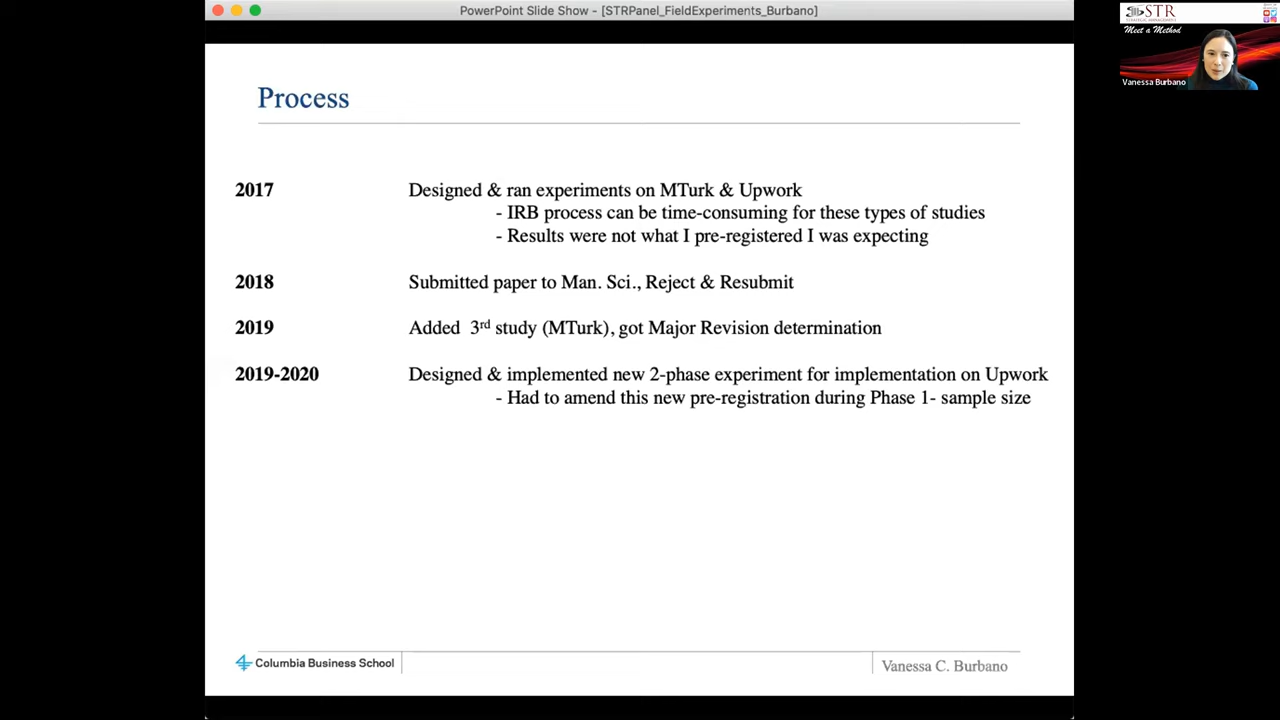 PowerPoint Slide Show - [STRPanel_FieldExperiments_Burbano]
STR
STRATEGIC MANAGEMENT
Meet a Method
Vanessa Burbano
Process
2017 Designed & ran experiments on MTurk & Upwork
- IRB process can be time-consuming for these types of studies
- Results were not what I pre-registered I was expecting
2018 Submitted paper to Man. Sci., Reject & Resubmit
2019 Added 3rd study (MTurk), got Major Revision determination
2019-2020 Designed & implemented new 2-phase experiment for implementation on Upwork
- Had to amend this new pre-registration during Phase 1- sample size
Columbia Business School
Vanessa C. Burbano